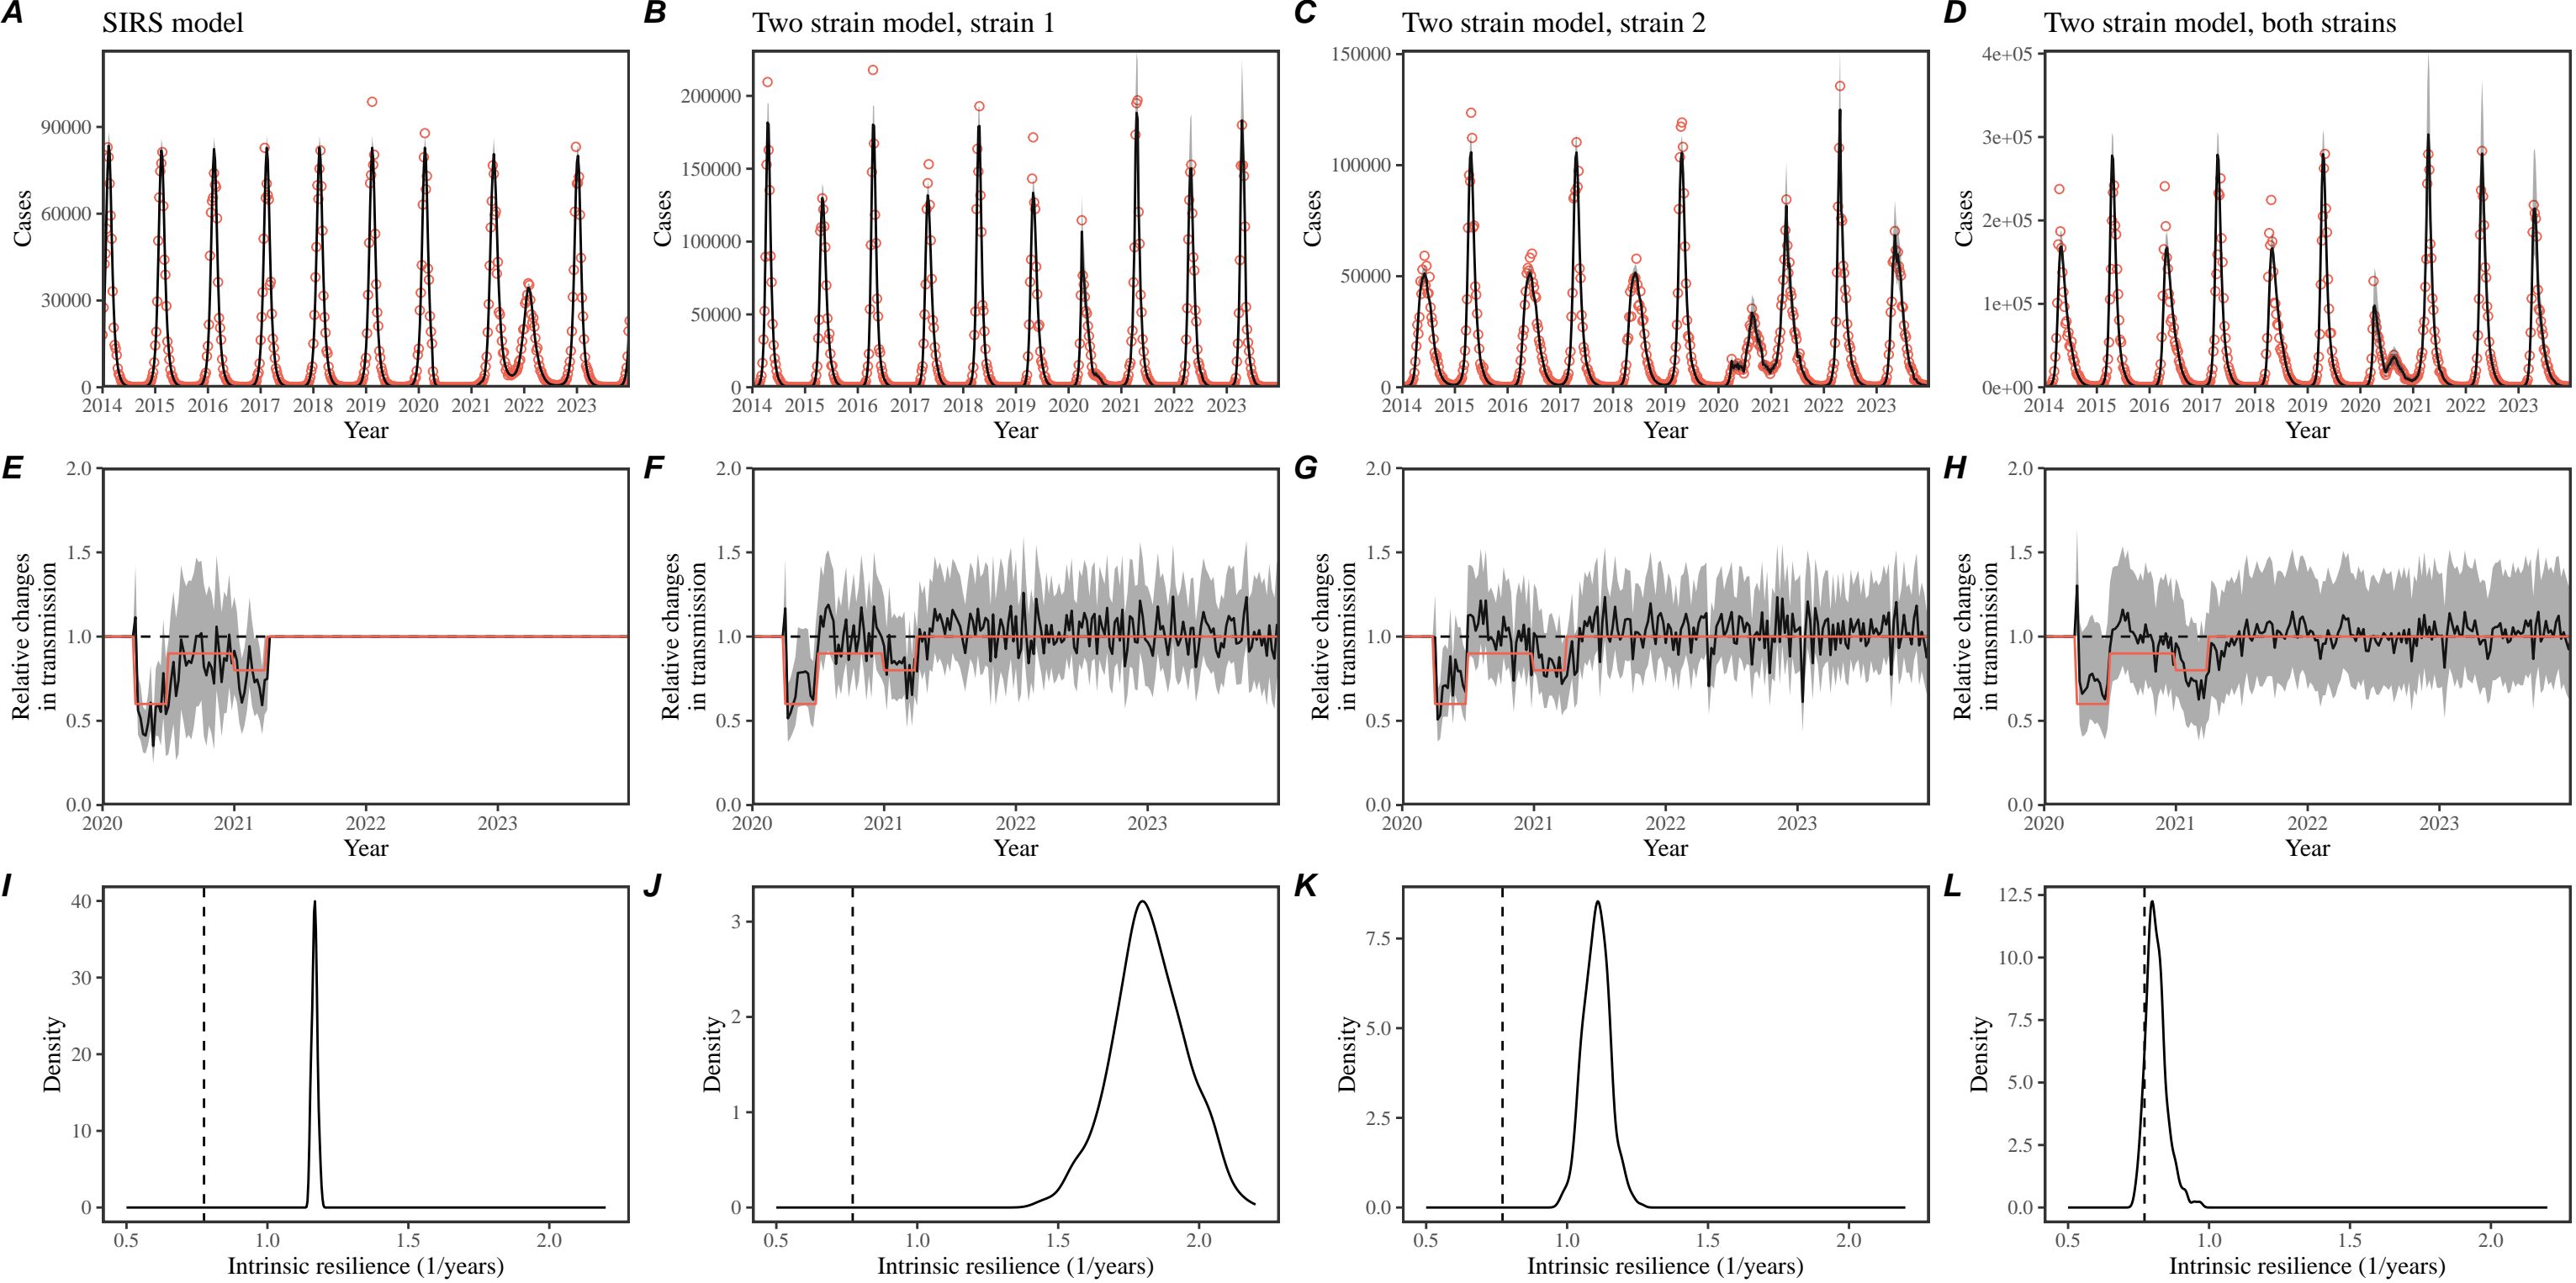 A SIRS model
B Two strain model, strain 1
C Two strain model, strain 2
D Two strain model, both strains
Cases
90000
60000
30000
0
2014 2015 2016 2017 2018 2019 2020 2021 2022 2023
Year
Cases
200000
150000
100000
50000
0
2014 2015 2016 2017 2018 2019 2020 2021 2022 2023
Year
Cases
150000
100000
50000
0
2014 2015 2016 2017 2018 2019 2020 2021 2022 2023
Year
Cases
4e+05
3e+05
2e+05
1e+05
0e+00
2014 2015 2016 2017 2018 2019 2020 2021 2022 2023
Year
E
Relative changes
in transmission
2.0
1.5
1.0
0.5
0.0
2020 2021 2022 2023
Year
F
Relative changes
in transmission
2.0
1.5
1.0
0.5
0.0
2020 2021 2022 2023
Year
G
Relative changes
in transmission
2.0
1.5
1.0
0.5
0.0
2020 2021 2022 2023
Year
H
Relative changes
in transmission
2.0
1.5
1.0
0.5
0.0
2020 2021 2022 2023
Year
I
Density
40
30
20
10
0
0.5 1.0 1.5 2.0
Intrinsic resilience (1/years)
J
Density
3
2
1
0
0.5 1.0 1.5 2.0
Intrinsic resilience (1/years)
K
Density
7.5
5.0
2.5
0.0
0.5 1.0 1.5 2.0
Intrinsic resilience (1/years)
L
Density
12.5
10.0
7.5
5.0
2.5
0.0
0.5 1.0 1.5 2.0
Intrinsic resilience (1/years)